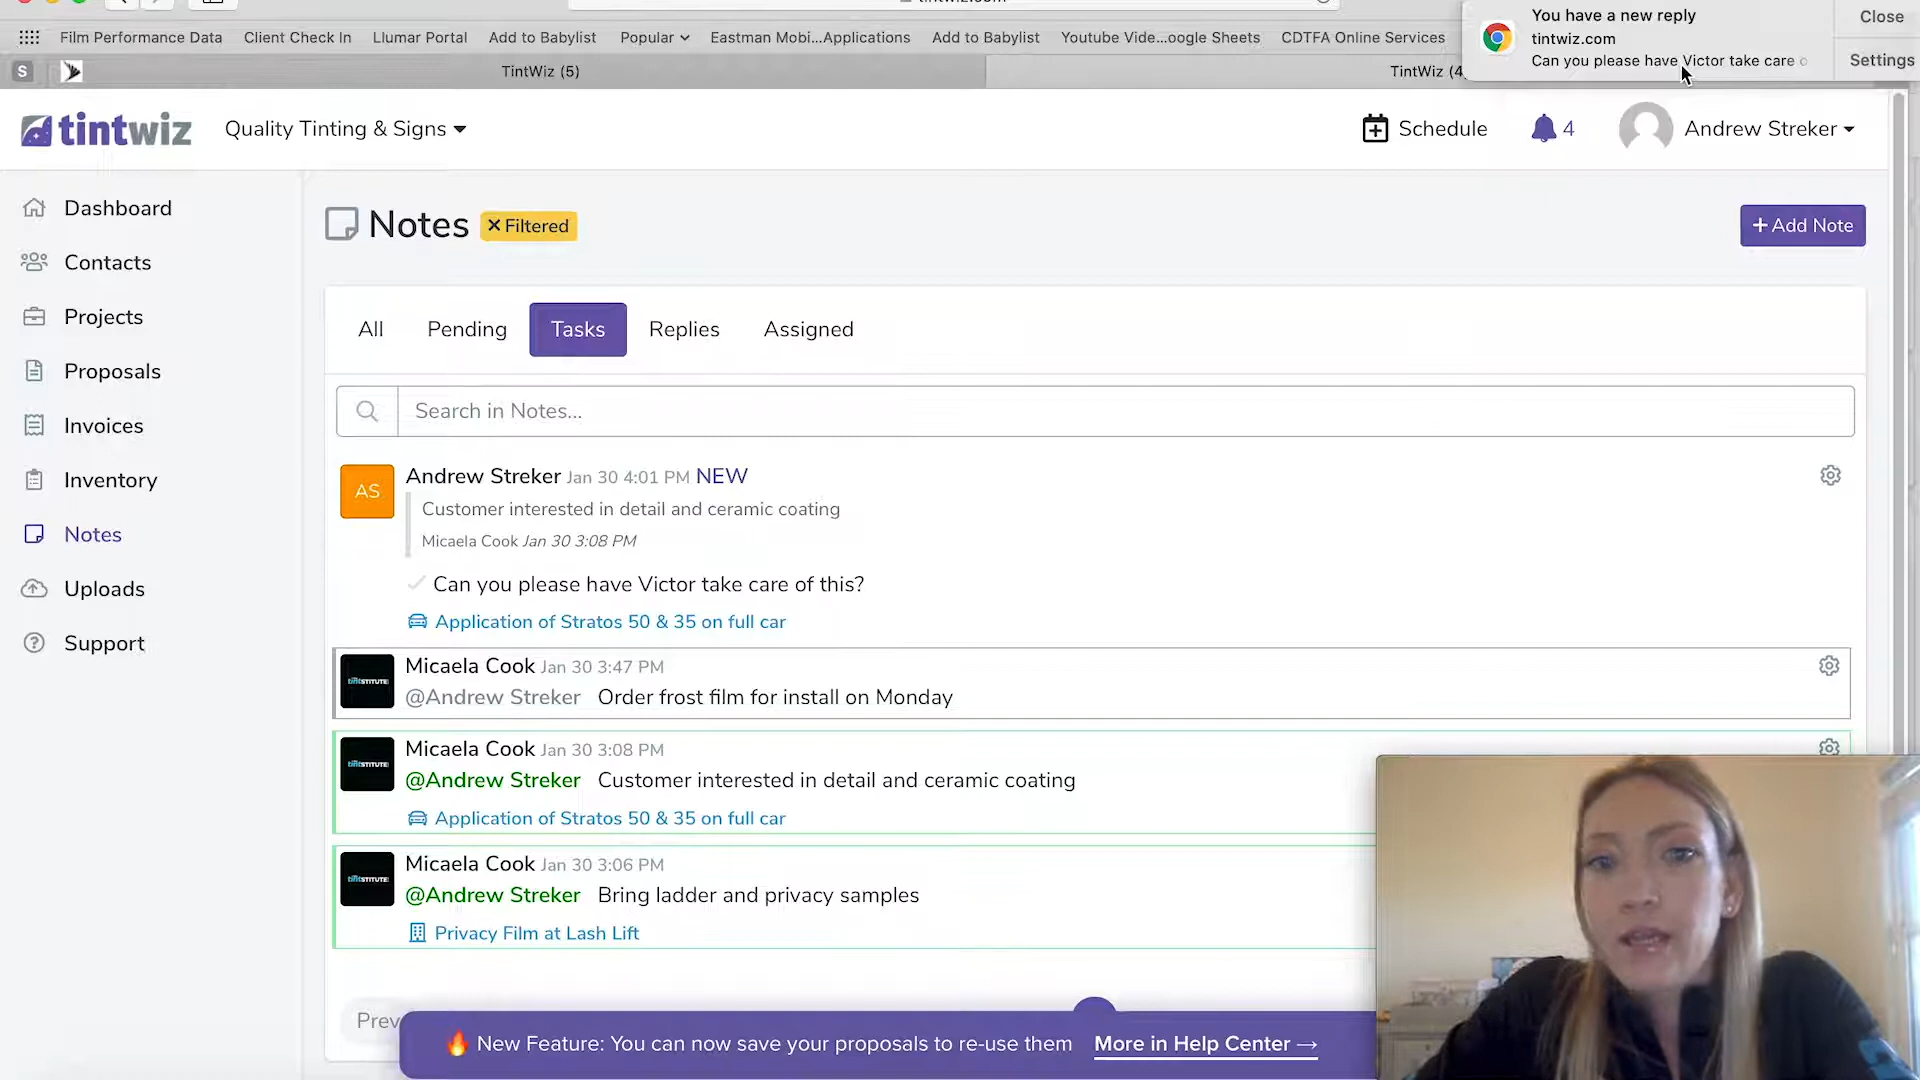 tintwiz.com
Film Performance Data Client Check In Llumar Portal Add to Babylist Popular Eastman Mobi...Applications Add to Babylist Youtube Vide...oogle Sheets CDTFA Online Services
You have a new reply
tintwiz.com
Can you please have Victor take care
Close
Settings
S TintWiz (5) TintWiz (4
tintwiz Quality Tinting & Signs Schedule 4 Andrew Streker
Dashboard
Contacts
Projects
Proposals
Invoices
Inventory
Notes
Uploads
Support
Notes × Filtered + Add Note
All Pending Tasks Replies Assigned
Search in Notes...
AS
Andrew Streker Jan 30 4:01 PM NEW
Customer interested in detail and ceramic coating
Micaela Cook Jan 30 3:08 PM
Can you please have Victor take care of this?
Application of Stratos 50 & 35 on full car
tintSTITUTE
Micaela Cook Jan 30 3:47 PM
@Andrew Streker Order frost film for install on Monday
tintSTITUTE
Micaela Cook Jan 30 3:08 PM
@Andrew Streker Customer interested in detail and ceramic coating
Application of Stratos 50 & 35 on full car
tintSTITUTE
Micaela Cook Jan 30 3:06 PM
@Andrew Streker Bring ladder and privacy samples
Privacy Film at Lash Lift
Prev
🔥 New Feature: You can now save your proposals to re-use them More in Help Center →